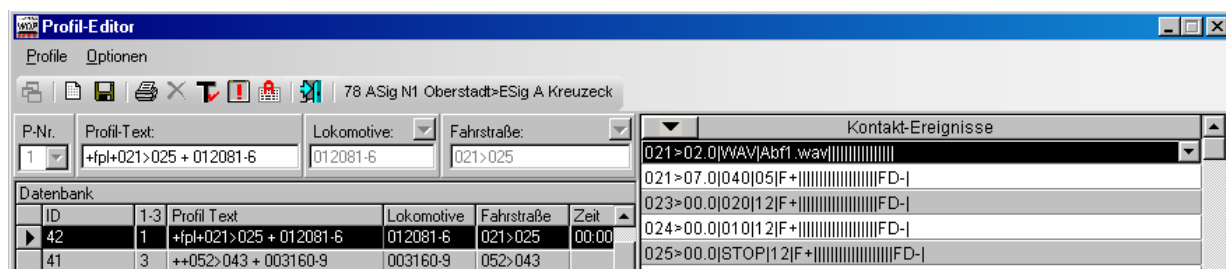 WDP Profil-Editor
Profile Optionen
78 ASig N1 Oberstadt>ESig A Kreuzeck
P-Nr. Profil-Text: Lokomotive: Fahrstraße:
1 +fpl+021>025 + 012081-6 012081-6 021>025
Datenbank
ID 1-3 Profil Text Lokomotive Fahrstraße Zeit
42 1 +fpl+021>025 + 012081-6 012081-6 021>025 00:00
41 3 ++052>043 + 003160-9 003160-9 052>043
Kontakt-Ereignisse
021>02.0|WAV|Abf1.wav||||||||||||||||
021>07.0|040|05|F+|||||||||||||||||||FD-|
023>00.0|020|12|F+|||||||||||||||||||FD-|
024>00.0|010|12|F+|||||||||||||||||||FD-|
025>00.0|STOP|12|F+|||||||||||||||||||FD-|